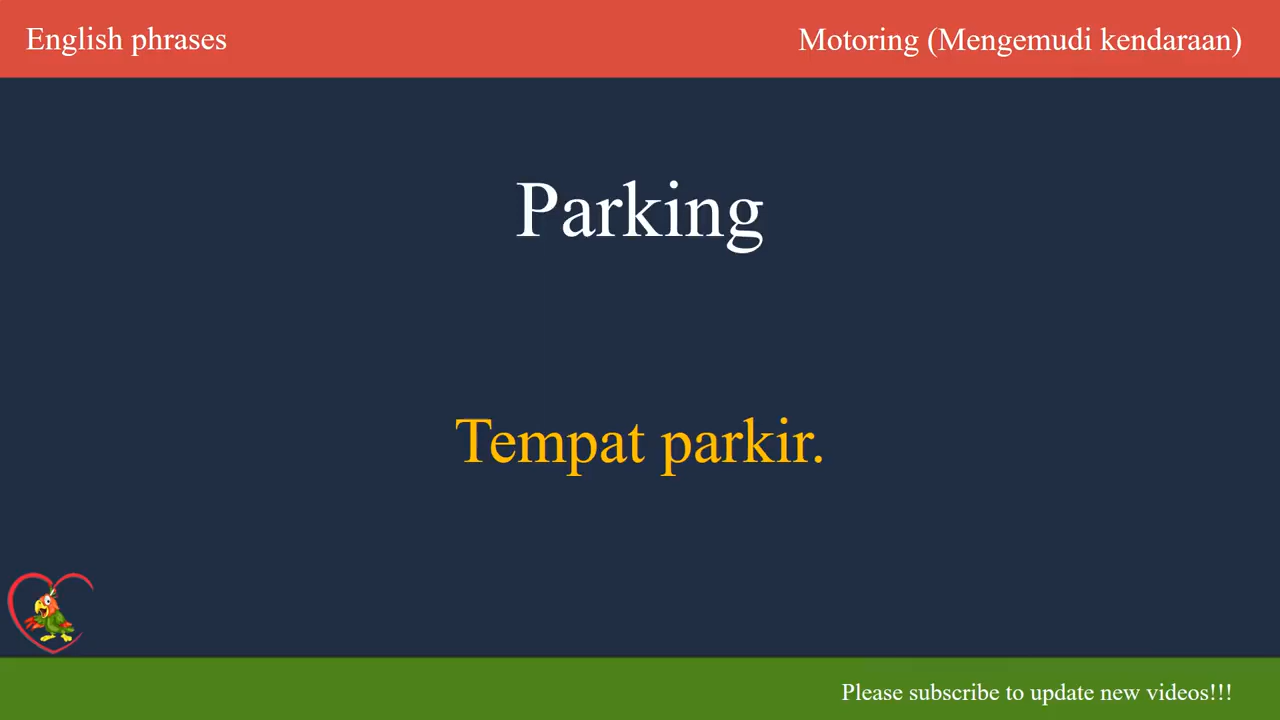 English phrases
Motoring (Mengemudi kendaraan)
Parking
Tempat parkir.
Please subscribe to update new videos!!!